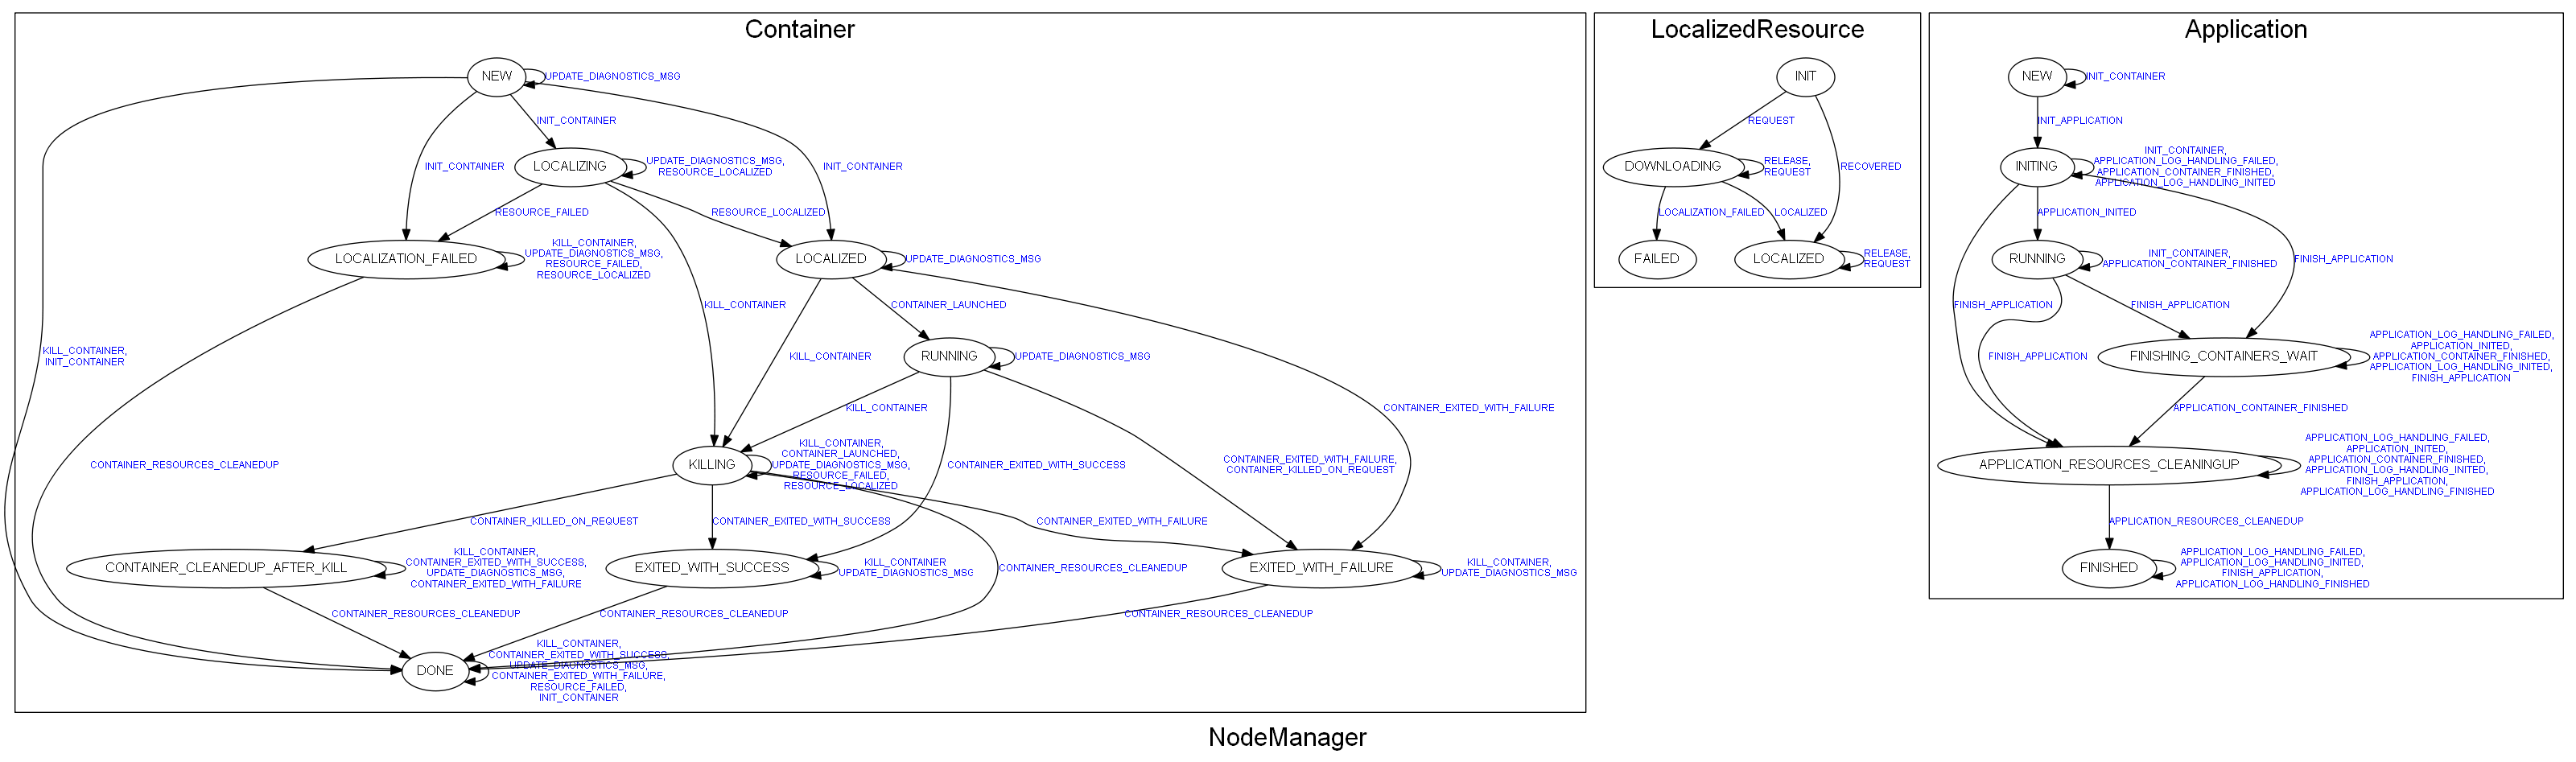 Container
NEW
UPDATE_DIAGNOSTICS_MSG
INIT_CONTAINER
LOCALIZING
UPDATE_DIAGNOSTICS_MSG,
RESOURCE_LOCALIZED
INIT_CONTAINER
INIT_CONTAINER
RESOURCE_FAILED
RESOURCE_LOCALIZED
LOCALIZATION_FAILED
KILL_CONTAINER,
UPDATE_DIAGNOSTICS_MSG,
RESOURCE_FAILED,
RESOURCE_LOCALIZED
LOCALIZED
UPDATE_DIAGNOSTICS_MSG
KILL_CONTAINER
CONTAINER_LAUNCHED
KILL_CONTAINER,
INIT_CONTAINER
KILL_CONTAINER
RUNNING
UPDATE_DIAGNOSTICS_MSG
KILL_CONTAINER
CONTAINER_EXITED_WITH_FAILURE
CONTAINER_RESOURCES_CLEANEDUP
KILLING
KILL_CONTAINER,
CONTAINER_LAUNCHED,
UPDATE_DIAGNOSTICS_MSG,
RESOURCE_FAILED,
RESOURCE_LOCALIZED
CONTAINER_EXITED_WITH_SUCCESS
CONTAINER_EXITED_WITH_FAILURE,
CONTAINER_KILLED_ON_REQUEST
CONTAINER_KILLED_ON_REQUEST
CONTAINER_EXITED_WITH_SUCCESS
CONTAINER_EXITED_WITH_FAILURE
CONTAINER_CLEANEDUP_AFTER_KILL
KILL_CONTAINER,
CONTAINER_EXITED_WITH_SUCCESS,
UPDATE_DIAGNOSTICS_MSG,
CONTAINER_EXITED_WITH_FAILURE
EXITED_WITH_SUCCESS
KILL_CONTAINER
UPDATE_DIAGNOSTICS_MSG
CONTAINER_RESOURCES_CLEANEDUP
EXITED_WITH_FAILURE
KILL_CONTAINER,
UPDATE_DIAGNOSTICS_MSG
CONTAINER_RESOURCES_CLEANEDUP
CONTAINER_RESOURCES_CLEANEDUP
CONTAINER_RESOURCES_CLEANEDUP
DONE
KILL_CONTAINER,
CONTAINER_EXITED_WITH_SUCCESS,
UPDATE_DIAGNOSTICS_MSG,
CONTAINER_EXITED_WITH_FAILURE,
RESOURCE_FAILED,
INIT_CONTAINER
LocalizedResource
INIT
REQUEST
DOWNLOADING
RELEASE,
REQUEST
RECOVERED
LOCALIZATION_FAILED
LOCALIZED
FAILED
LOCALIZED
RELEASE,
REQUEST
Application
NEW
INIT_CONTAINER
INIT_APPLICATION
INITING
INIT_CONTAINER,
APPLICATION_LOG_HANDLING_FAILED,
APPLICATION_CONTAINER_FINISHED,
APPLICATION_LOG_HANDLING_INITED
APPLICATION_INITED
RUNNING
INIT_CONTAINER,
APPLICATION_CONTAINER_FINISHED
FINISH_APPLICATION
FINISH_APPLICATION
FINISH_APPLICATION
FINISH_APPLICATION
FINISHING_CONTAINERS_WAIT
APPLICATION_LOG_HANDLING_FAILED,
APPLICATION_INITED,
APPLICATION_CONTAINER_FINISHED,
APPLICATION_LOG_HANDLING_INITED,
FINISH_APPLICATION
APPLICATION_CONTAINER_FINISHED
APPLICATION_RESOURCES_CLEANINGUP
APPLICATION_LOG_HANDLING_FAILED,
APPLICATION_INITED,
APPLICATION_CONTAINER_FINISHED,
APPLICATION_LOG_HANDLING_INITED,
FINISH_APPLICATION,
APPLICATION_LOG_HANDLING_FINISHED
APPLICATION_RESOURCES_CLEANEDUP
FINISHED
APPLICATION_LOG_HANDLING_FAILED,
APPLICATION_LOG_HANDLING_INITED,
FINISH_APPLICATION,
APPLICATION_LOG_HANDLING_FINISHED
NodeManager